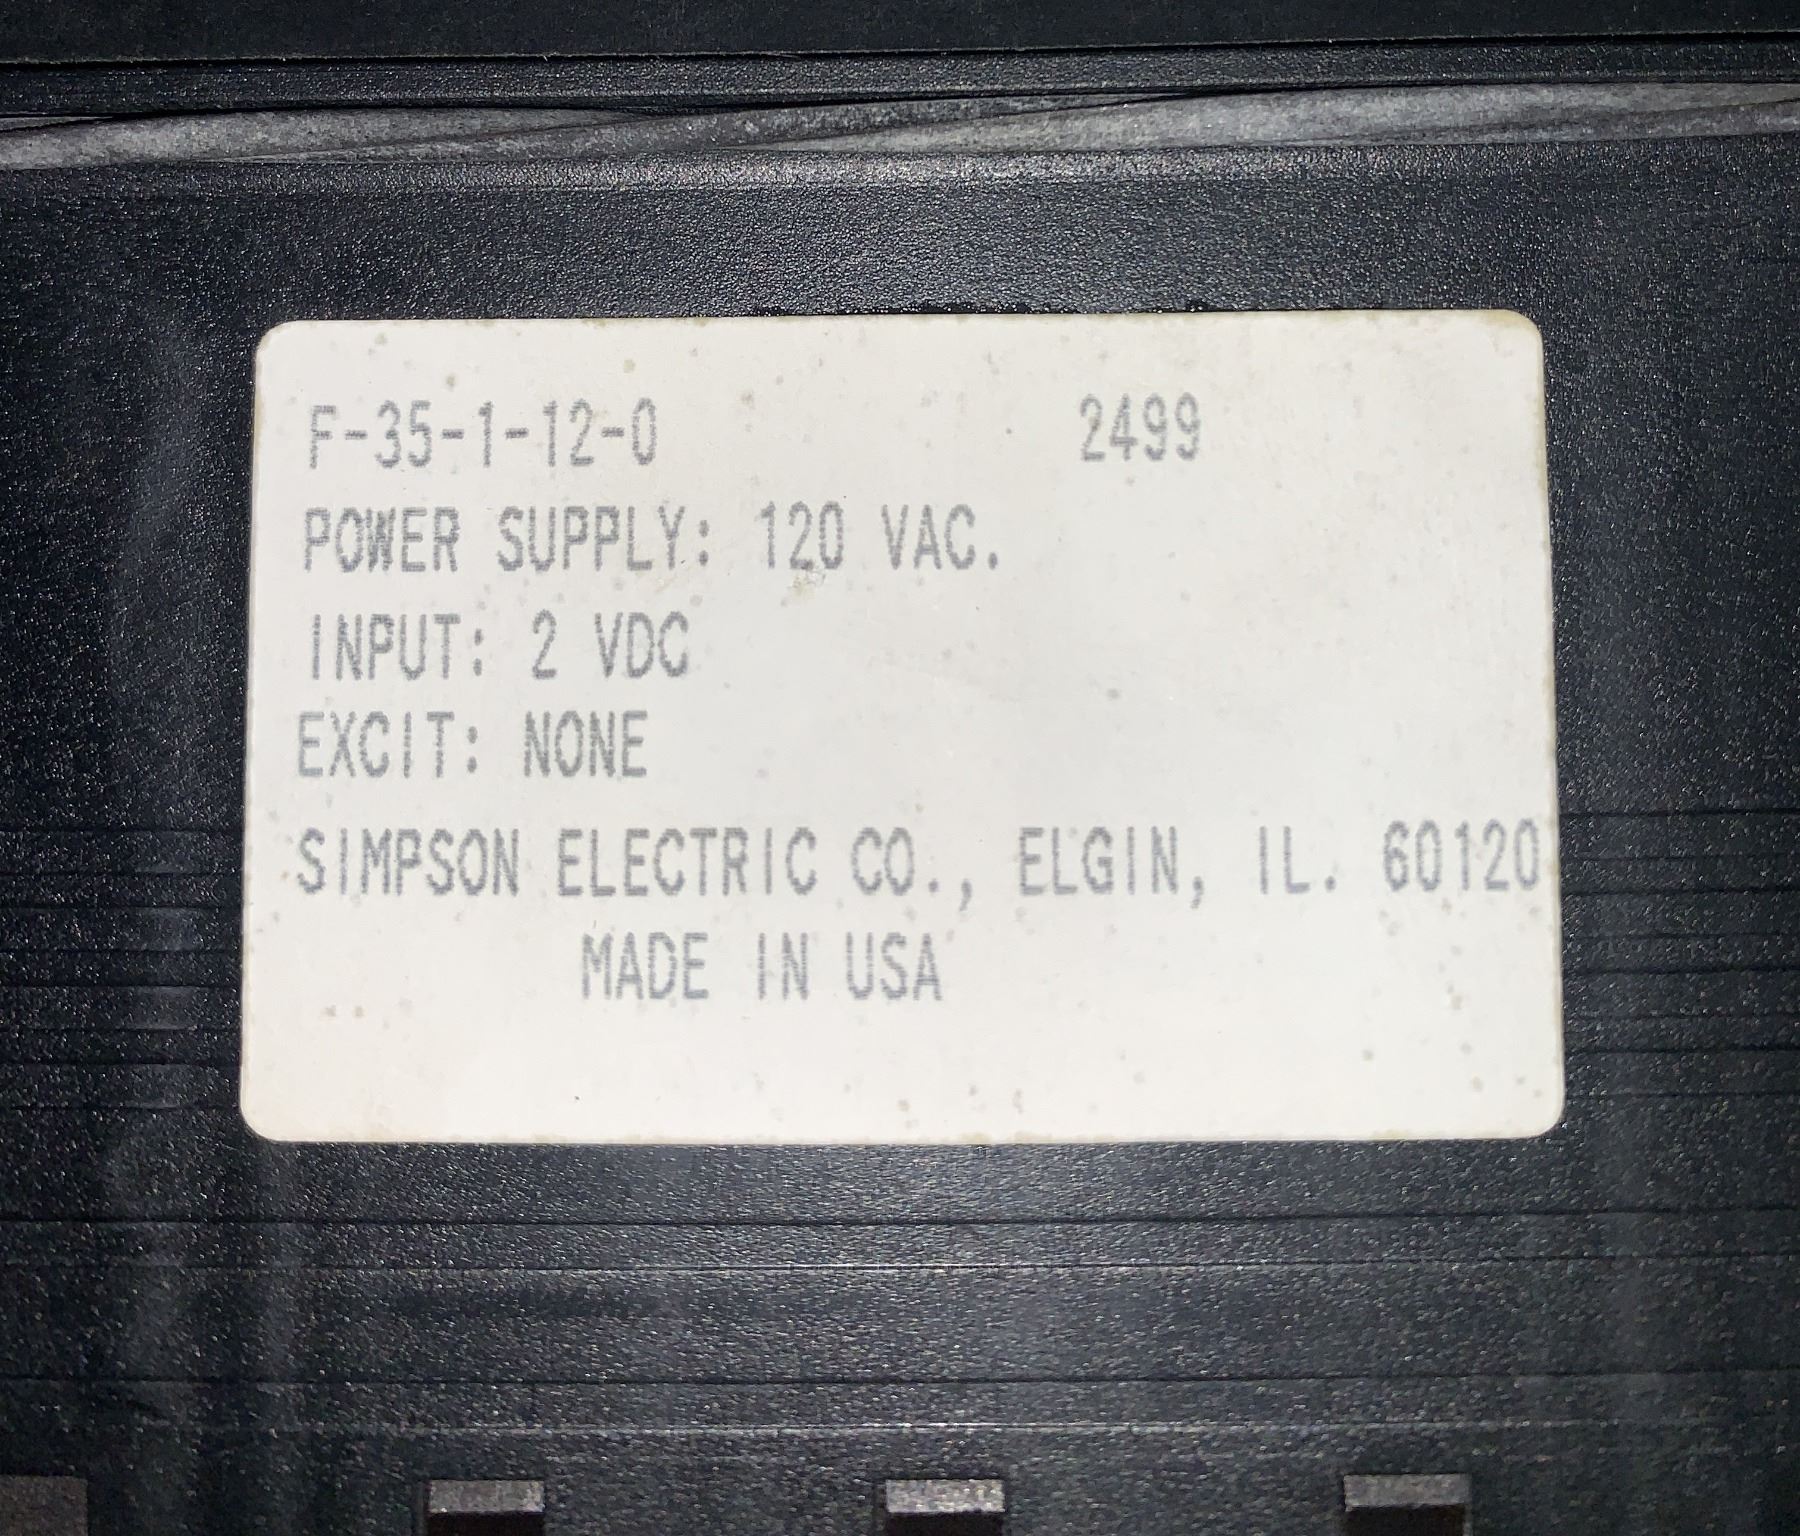 F-35-1-12-0 2499
POWER SUPPLY: 120 VAC.
INPUT: 2 VDC
EXCIT: NONE
SIMPSON ELECTRIC CO., ELGIN, IL. 60120
MADE IN USA